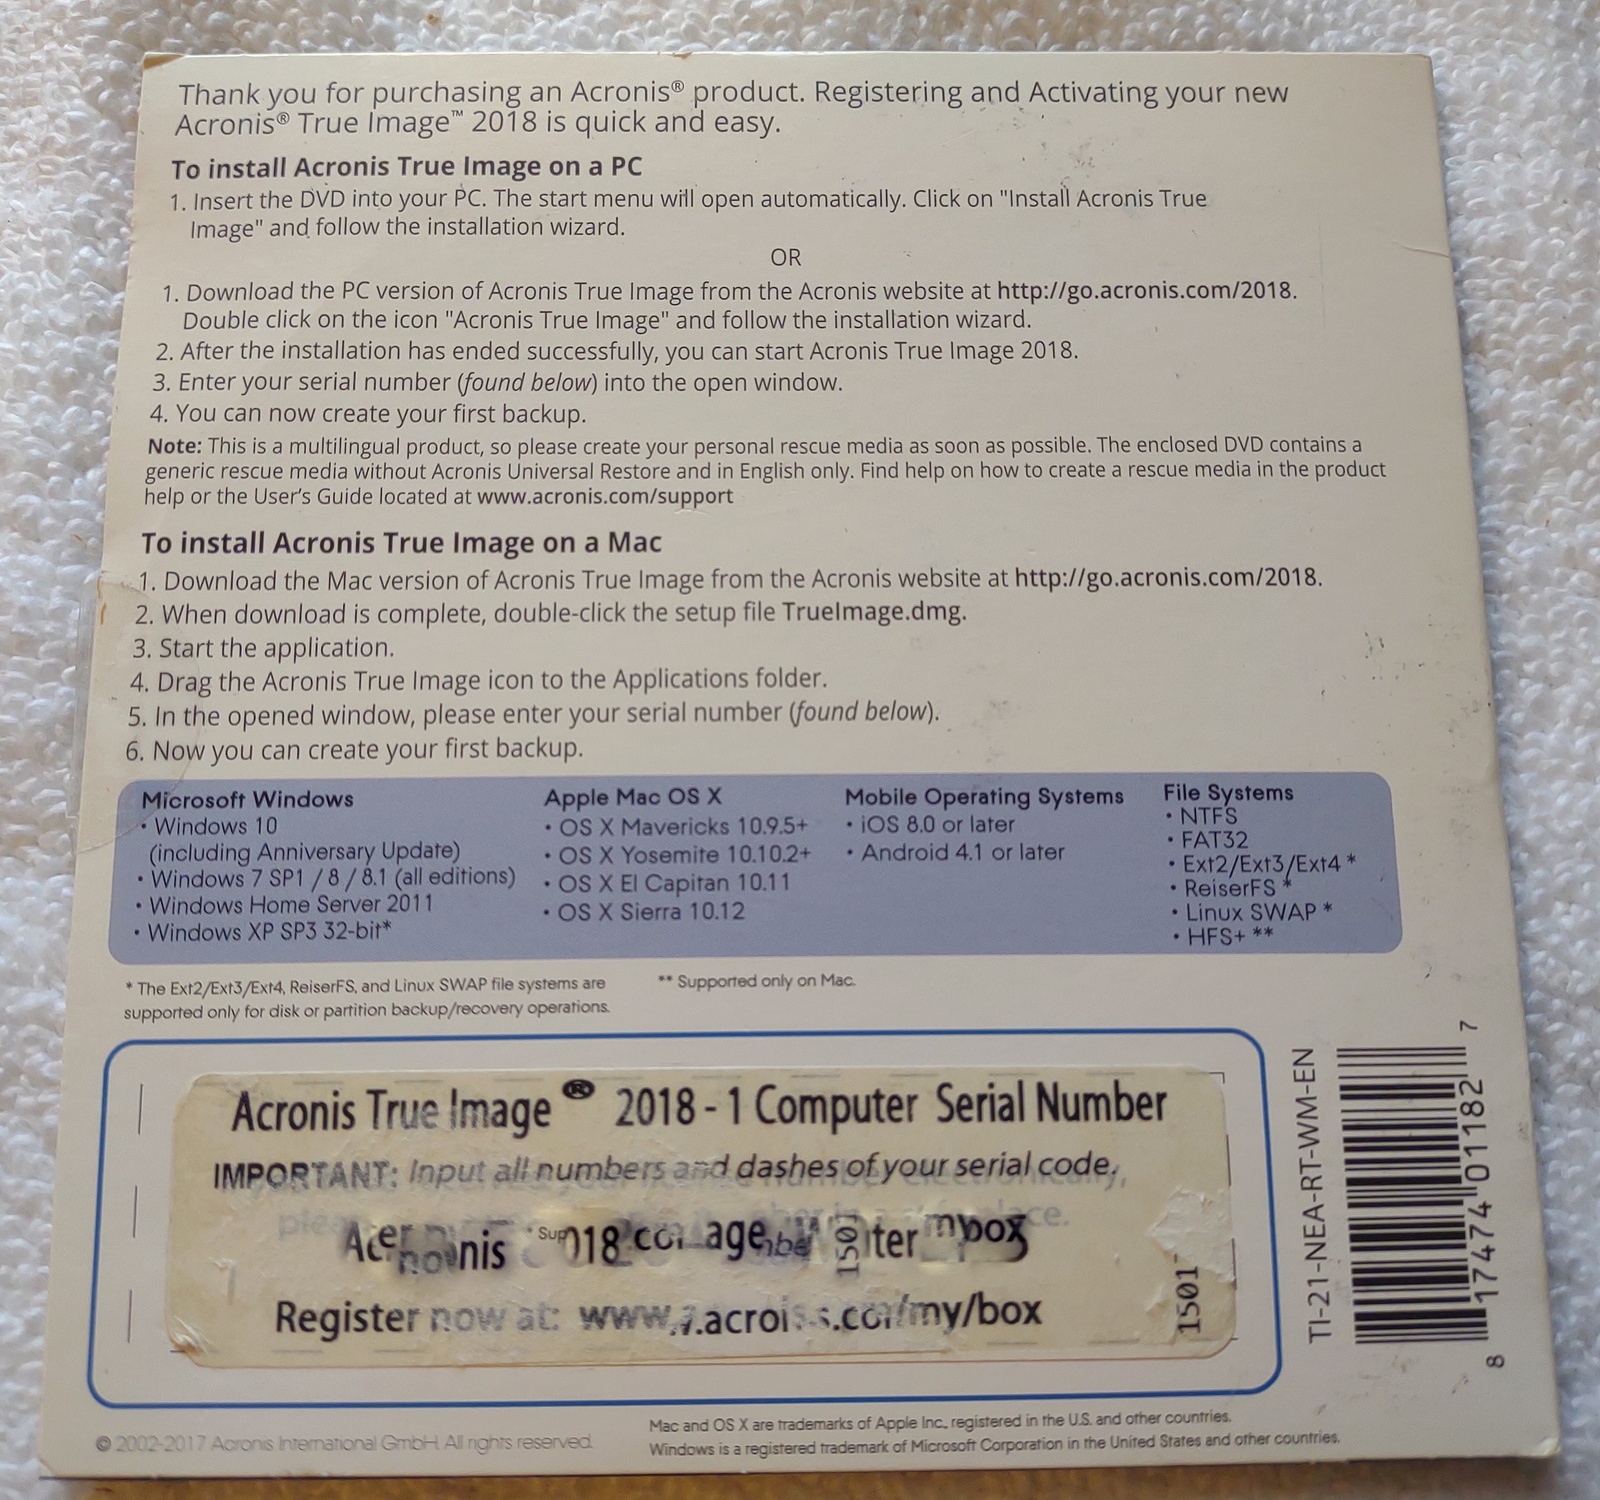 Thank you for purchasing an Acronis® product. Registering and Activating your new
Acronis® True Image™ 2018 is quick and easy.
To install Acronis True Image on a PC
1. Insert the DVD into your PC. The start menu will open automatically. Click on "Install Acronis True
Image" and follow the installation wizard.
OR
1. Download the PC version of Acronis True Image from the Acronis website at http://go.acronis.com/2018.
Double click on the icon "Acronis True Image" and follow the installation wizard.
2. After the installation has ended successfully, you can start Acronis True Image 2018.
3. Enter your serial number (found below) into the open window.
4. You can now create your first backup.
Note: This is a multilingual product, so please create your personal rescue media as soon as possible. The enclosed DVD contains a
generic rescue media without Acronis Universal Restore and in English only. Find help on how to create a rescue media in the product
help or the User's Guide located at www.acronis.com/support
To install Acronis True Image on a Mac
1. Download the Mac version of Acronis True Image from the Acronis website at http://go.acronis.com/2018.
2. When download is complete, double-click the setup file TrueImage.dmg.
3. Start the application.
4. Drag the Acronis True Image icon to the Applications folder.
5. In the opened window, please enter your serial number (found below).
6. Now you can create your first backup.
Microsoft Windows
• Windows 10
(including Anniversary Update)
• Windows 7 SP1 / 8 / 8.1 (all editions)
• Windows Home Server 2011
• Windows XP SP3 32-bit*
Apple Mac OS X
• OS X Mavericks 10.9.5+
• OS X Yosemite 10.10.2+
• OS X El Capitan 10.11
• OS X Sierra 10.12
Mobile Operating Systems
• iOS 8.0 or later
• Android 4.1 or later
File Systems
• NTFS
• FAT32
• Ext2/Ext3/Ext4 *
• ReiserFS *
• Linux SWAP *
• HFS+ **
* The Ext2/Ext3/Ext4, ReiserFS, and Linux SWAP file systems are
supported only for disk or partition backup/recovery operations.
** Supported only on Mac.
Acronis True Image ® 2018 - 1 Computer Serial Number
IMPORTANT: Input all numbers and dashes of your serial code.
Register now at:
1501
TI-21-NEA-RT-WM-EN
8 17474 01182 7
© 2002-2017 Acronis International GmbH. All rights reserved.
Mac and OS X are trademarks of Apple Inc., registered in the U.S. and other countries.
Windows is a registered trademark of Microsoft Corporation in the United States and other countries.